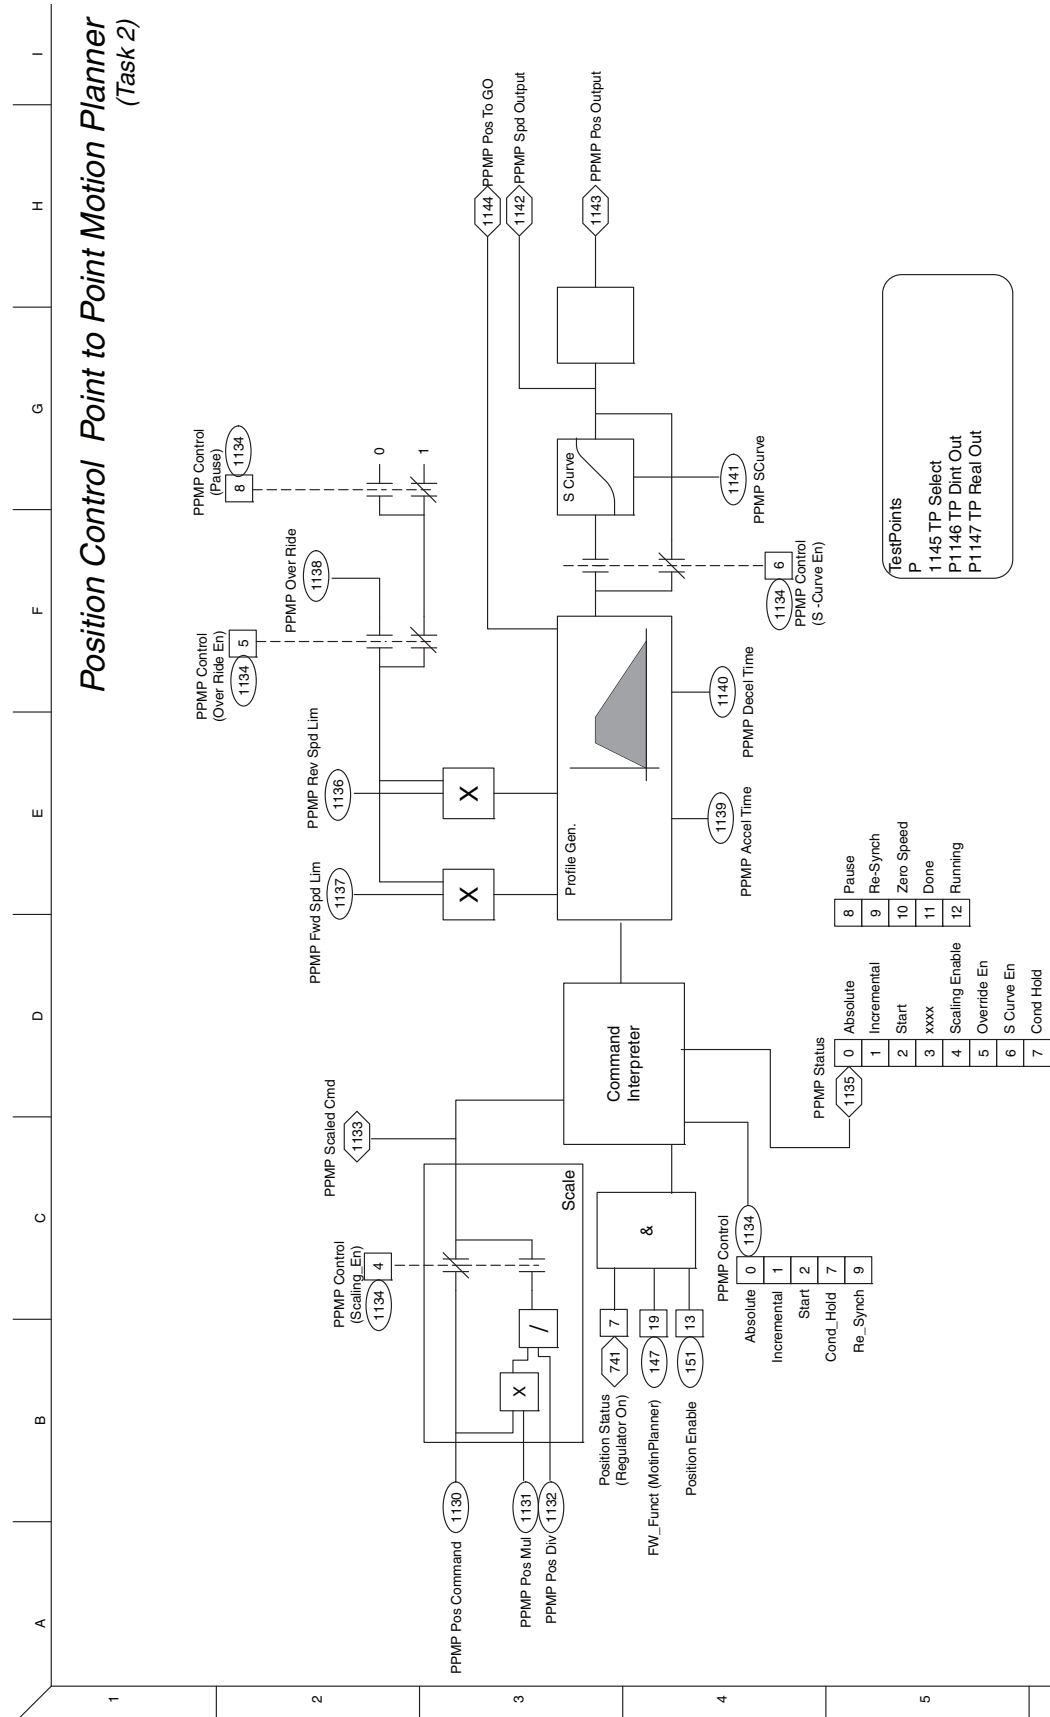 A
B
C
D
E
F
G
H
I
1
2
3
4
5
Position Control Point to Point Motion Planner
(Task 2)
PPMP Pos Command
1130
PPMP Pos Mul
1131
PPMP Pos Div
1132
X
/
PPMP Control
(Scaling_En)
1134
4
Scale
PPMP Scaled Cmd
1133
Position Status
(Regulator On)
741
7
FW_Funct (MotinPlanner)
147
19
Position Enable
151
13
&
PPMP Control
1134
Absolute
0
Incremental
1
Start
2
Cond_Hold
7
Re_Synch
9
Command
Interpreter
PPMP Status
1135
0
Absolute
1
Incremental
2
Start
3
xxxx
4
Scaling Enable
5
Override En
6
S Curve En
7
Cond Hold
8
Pause
9
Re-Synch
10
Zero Speed
11
Done
12
Running
PPMP Fwd Spd Lim
1137
X
PPMP Rev Spd Lim
1136
X
Profile Gen.
PPMP Accel Time
1139
PPMP Decel Time
1140
PPMP Control
(Over Ride En)
1134
5
PPMP Over Ride
1138
PPMP Control
(Pause)
8
1134
0
1
PPMP Control
(S -Curve En)
1134
6
S Curve
PPMP SCurve
1141
1144
PPMP Pos To GO
1142
PPMP Spd Output
1143
PPMP Pos Output
TestPoints
P
1145 TP Select
P1146 TP Dint Out
P1147 TP Real Out